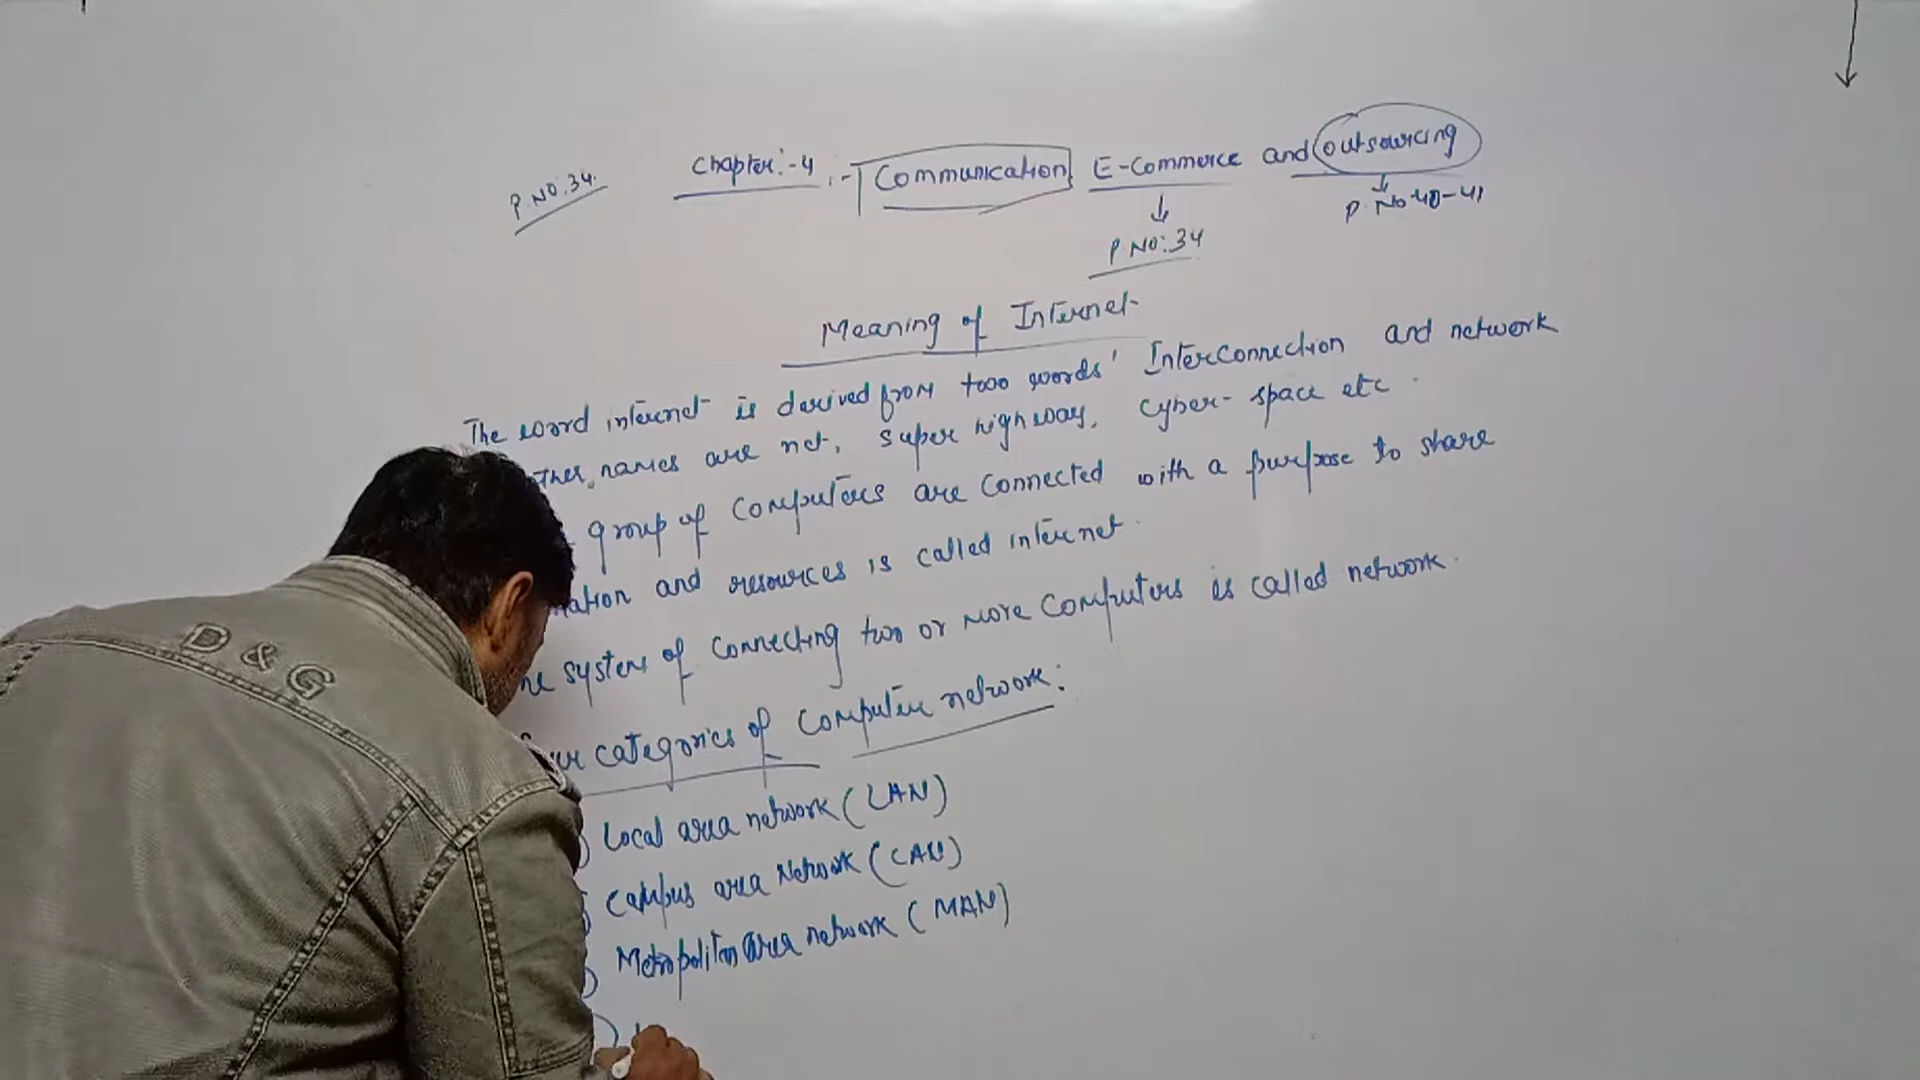 P.NO:34.
Chapter:-4 :- Communication E-Commerce and outsourcing
P.No 40-41
P NO:34
Meaning of Internet
The word internet is derived from two words' Interconnection and network
names are net, super highway, cyber-space etc.
group of computers are connected with a purpose to share
and resources is called internet.
system of connecting two or more computers is called network.
categories of computer network:
Local area network (LAN)
Campus area Network (CAN)
Metropolitan area network (MAN)
D&G